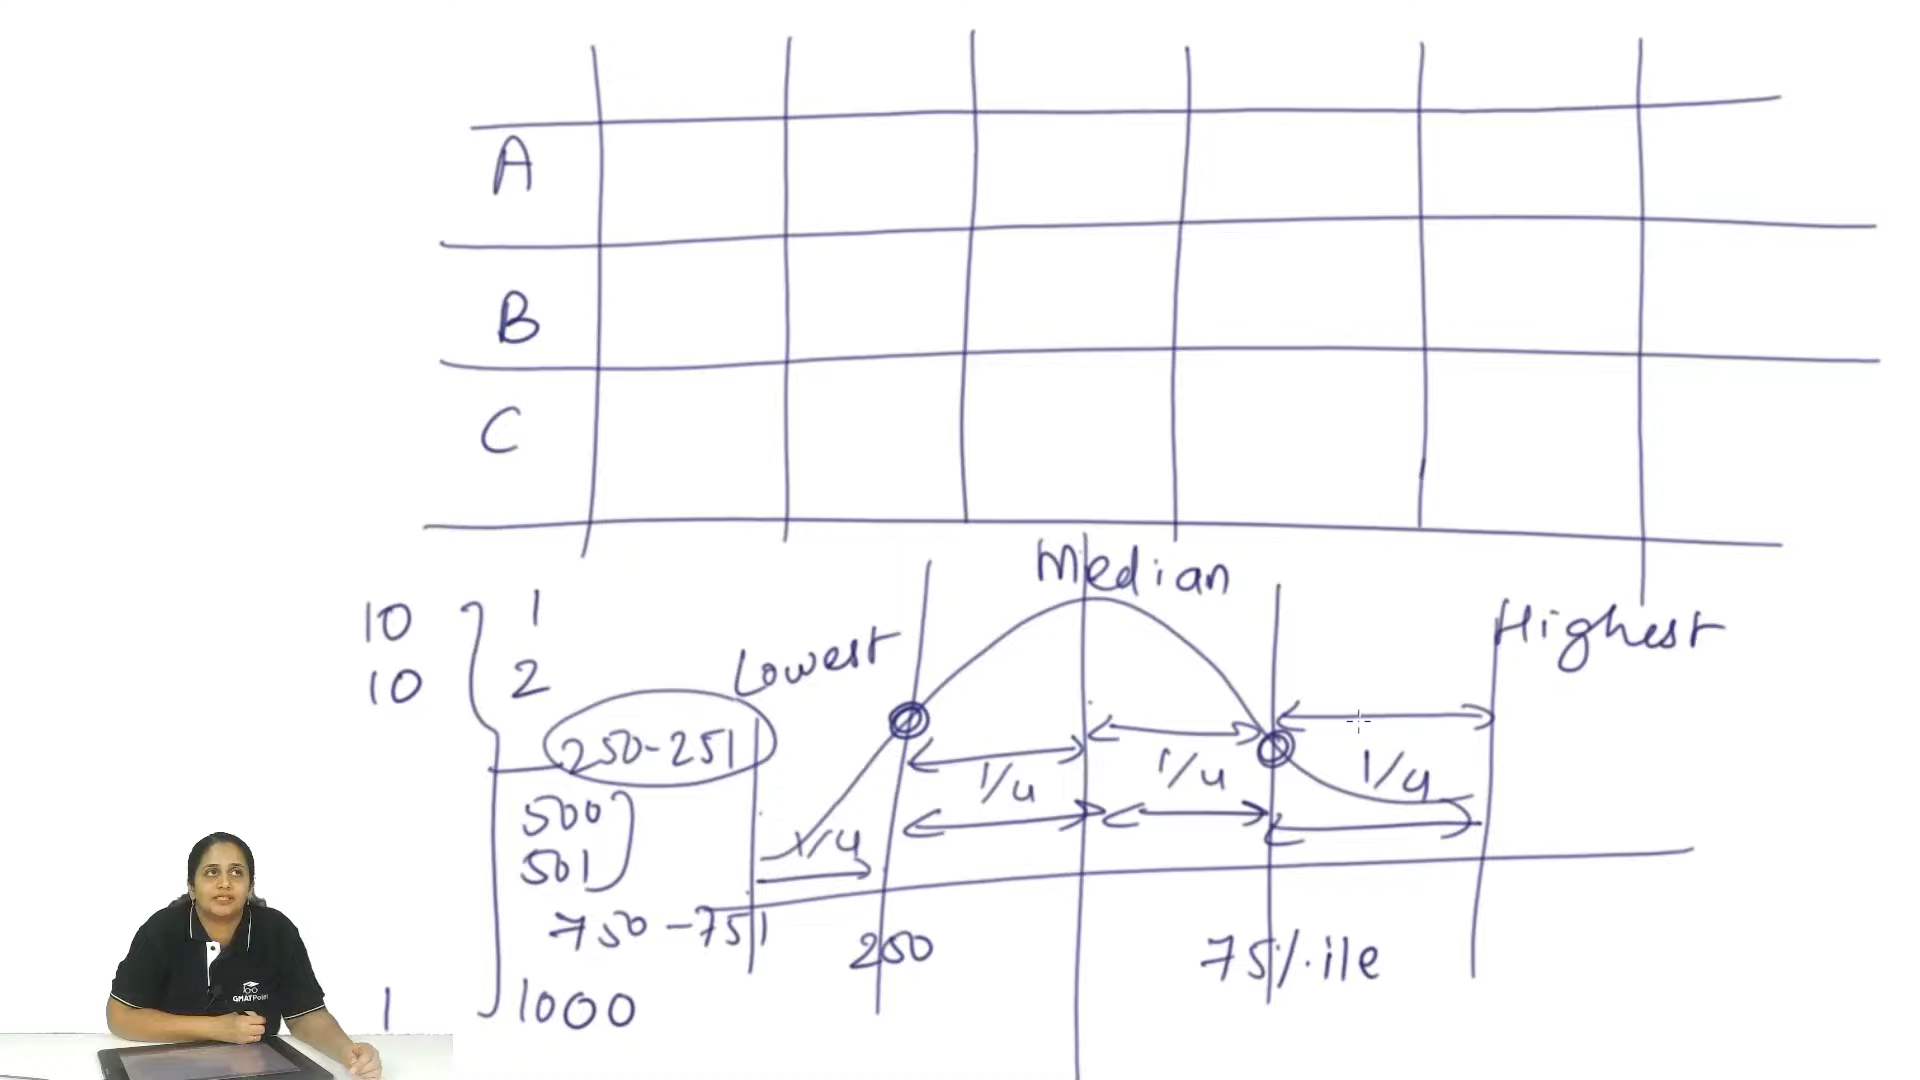 A
B
C
Median
Highest
Lowest
10 1
10 2
250-251
500
501
750-751
1 1000
1/4
1/4
1/4
1/4
250
75%ile
GMATPoint